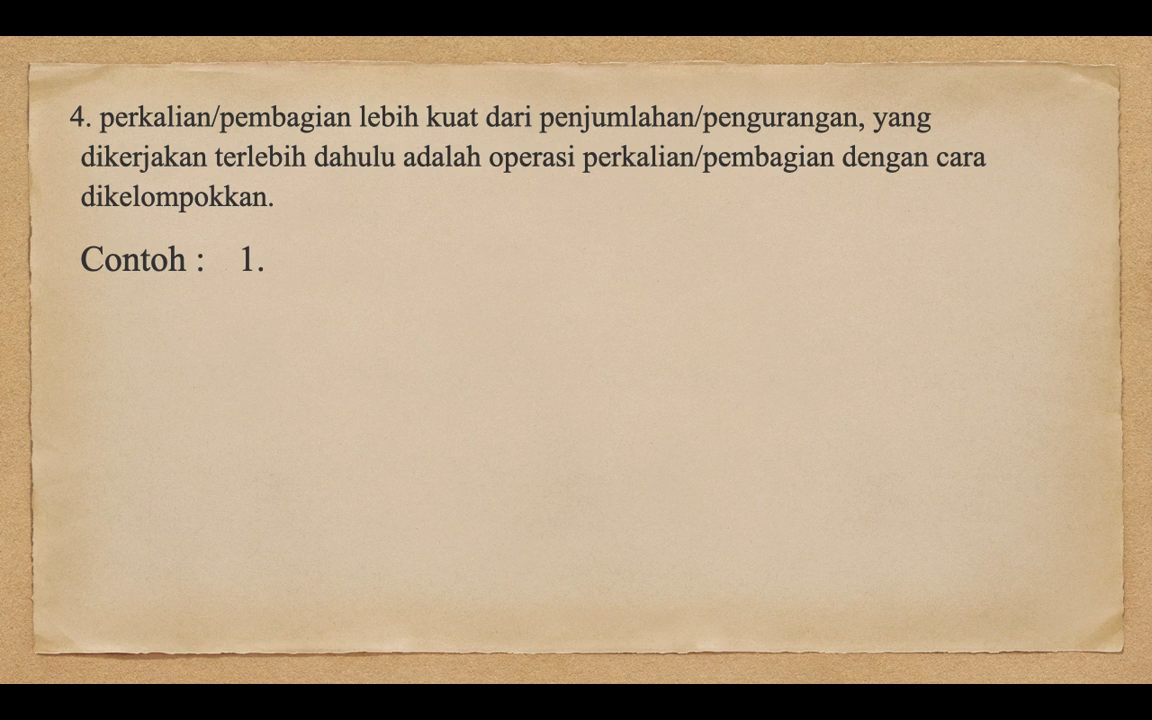 4. perkalian/pembagian lebih kuat dari penjumlahan/pengurangan, yang
dikerjakan terlebih dahulu adalah operasi perkalian/pembagian dengan cara
dikelompokkan.
Contoh : 1.